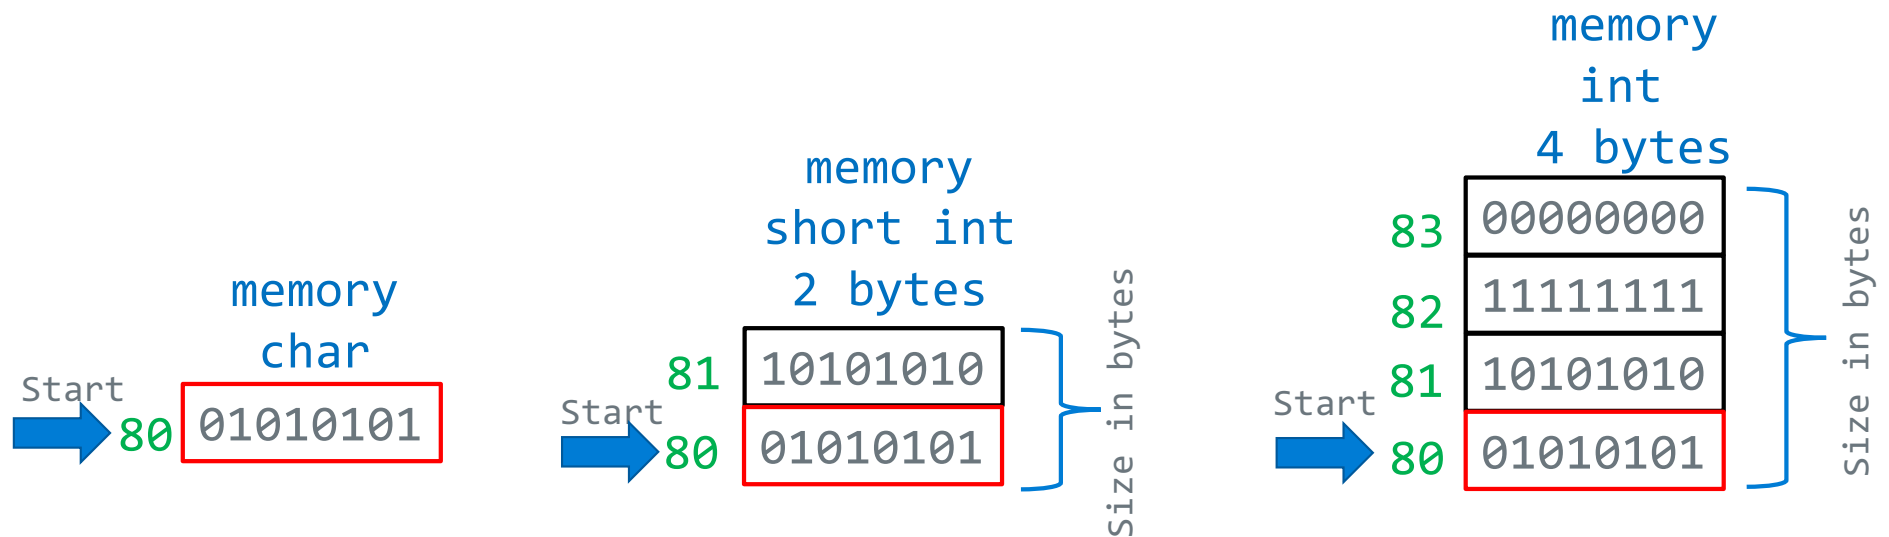 memory
char
Start
80
01010101
memory
short int
2 bytes
81
10101010
Start
80
01010101
Size in bytes
memory
int
4 bytes
83
00000000
82
11111111
81
10101010
Start
80
01010101
Size in bytes